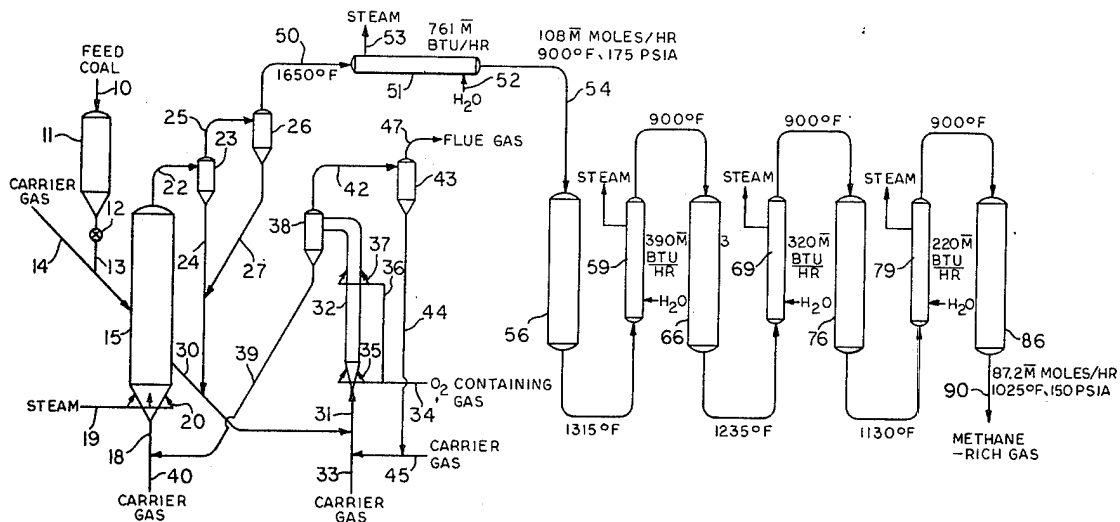 FEED
COAL
10
11
CARRIER
GAS
12
13
14
15
STEAM
19
18
20
40
CARRIER
GAS
22
25
23
24
26
27
30
50
1650°F
STEAM
53
761 M̅
BTU/HR
51
52
H₂O
108 M̅ MOLES/HR
900°F, 175 PSIA
54
47
FLUE GAS
42
43
38
37
36
32
35
39
44
31
O₂ CONTAINING
GAS
34
33
CARRIER
GAS
45
CARRIER
GAS
56
STEAM
900°F
59
390 M̅
BTU
HR
H₂O
1315°F
3
66
STEAM
900°F
69
320 M̅
BTU
HR
H₂O
1235°F
76
STEAM
900°F
79
220 M̅
BTU
HR
H₂O
1130°F
86
87.2 M̅ MOLES/HR
1025°F, 150 PSIA
90
METHANE
-RICH GAS